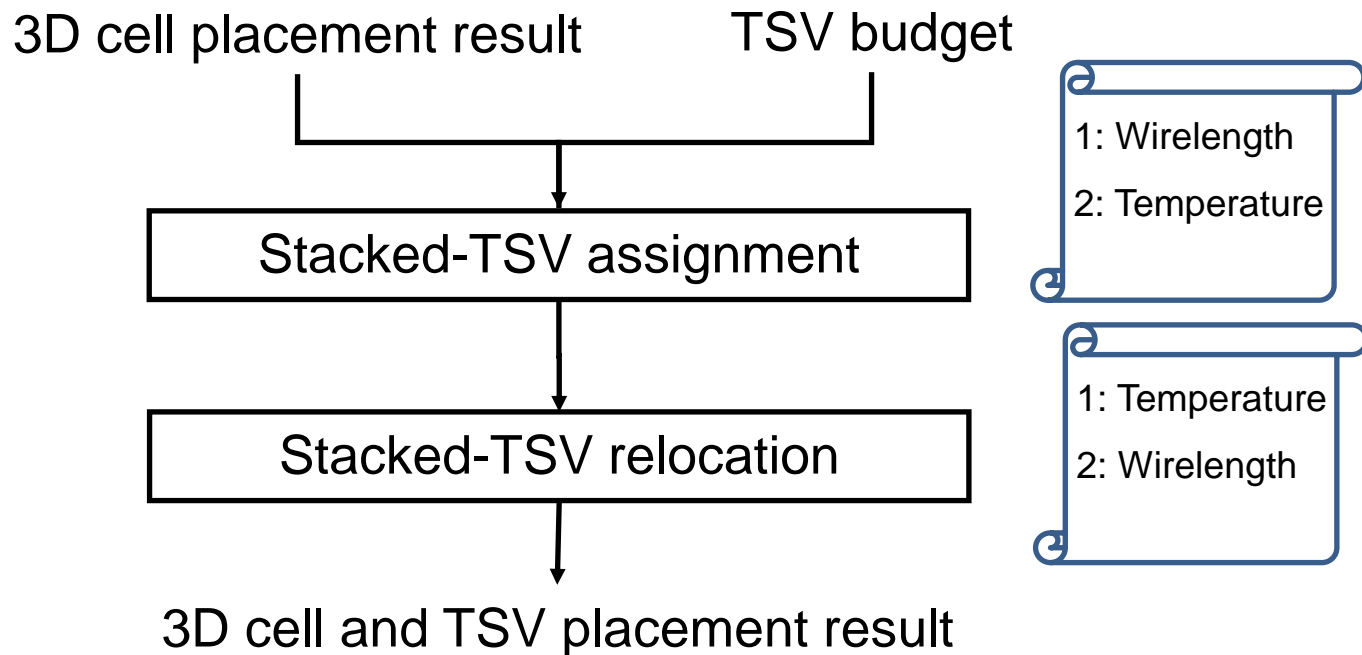 3D cell placement result
TSV budget
1: Wirelength
2: Temperature
Stacked-TSV assignment
1: Temperature
2: Wirelength
Stacked-TSV relocation
3D cell and TSV placement result